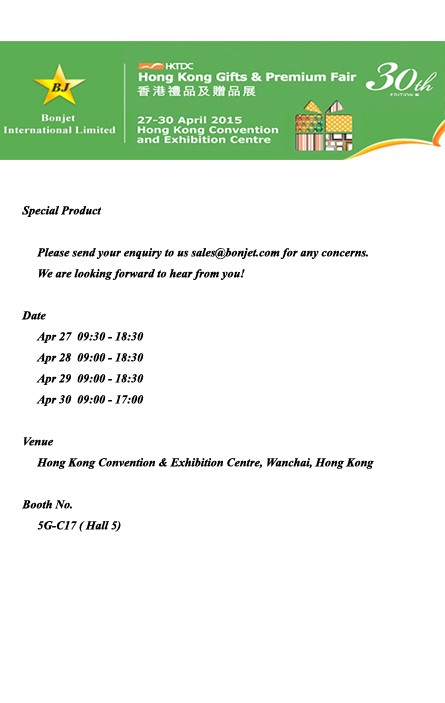 BJ
Bonjet
International Limited
HKTDC
Hong Kong Gifts & Premium Fair
香港禮品及贈品展
27-30 April 2015
Hong Kong Convention
and Exhibition Centre
30th
EDITION 屆
Special Product
Please send your enquiry to us sales@bonjet.com for any concerns.
We are looking forward to hear from you!
Date
Apr 27 09:30 - 18:30
Apr 28 09:00 - 18:30
Apr 29 09:00 - 18:30
Apr 30 09:00 - 17:00
Venue
Hong Kong Convention & Exhibition Centre, Wanchai, Hong Kong
Booth No.
5G-C17 ( Hall 5)